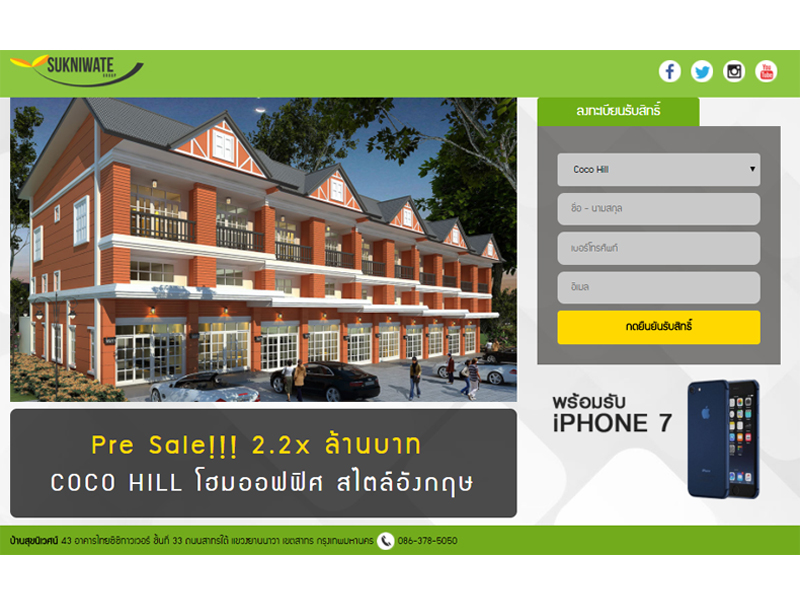 SUKNIWATE
GROUP
ลงทะเบียนรับสิทธิ์
Coco Hill
ชื่อ - นามสกุล
เบอร์โทรศัพท์
อีเมล
กดยืนยันรับสิทธิ์
พร้อมรับ
iPHONE 7
Pre Sale!!! 2.2x ล้านบาท
COCO HILL โฮมออฟฟิศ สไตล์อังกฤษ
บ้านสุขนิเวศน์ 43 อาคารไทยซีซีทาวเวอร์ ชั้นที่ 33 ถนนสาทรใต้ แขวงยานนาวา เขตสาทร กรุงเทพมหานคร 086-378-5050